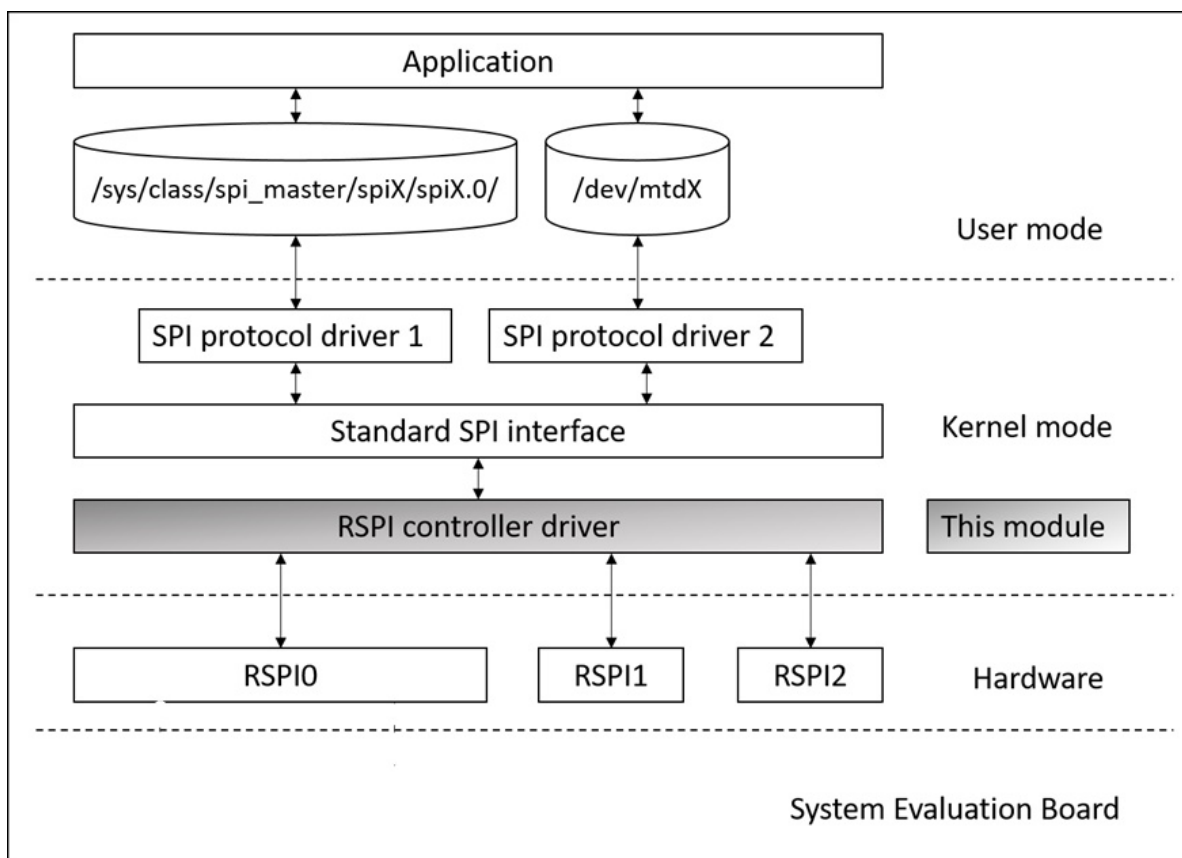 Application
/sys/class/spi_master/spiX/spiX.0/
/dev/mtdX
User mode
SPI protocol driver 1
SPI protocol driver 2
Standard SPI interface
Kernel mode
RSPI controller driver
This module
RSPI0
RSPI1
RSPI2
Hardware
System Evaluation Board